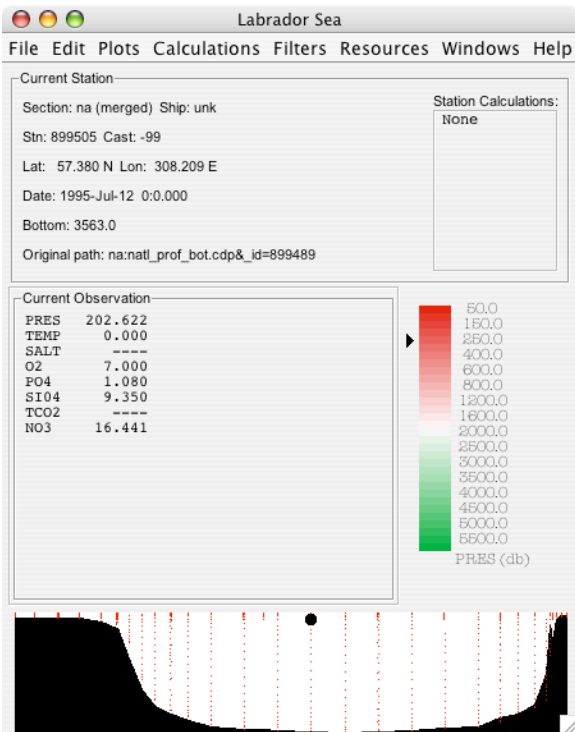 Labrador Sea
File Edit Plots Calculations Filters Resources Windows Help
Current Station
Section: na (merged) Ship: unk
Stn: 899505 Cast: -99
Lat: 57.380 N Lon: 308.209 E
Date: 1995-Jul-12 0:0.000
Bottom: 3563.0
Original path: na:natl_prof_bot.cdp&_id=899489
Station Calculations:
None
Current Observation
PRES 202.622
TEMP 0.000
SALT ----
O2 7.000
PO4 1.080
SIO4 9.350
TCO2 ----
NO3 16.441
50.0
150.0
250.0
400.0
600.0
800.0
1200.0
1600.0
2000.0
2500.0
3000.0
3500.0
4000.0
4500.0
5000.0
5500.0
PRES (db)